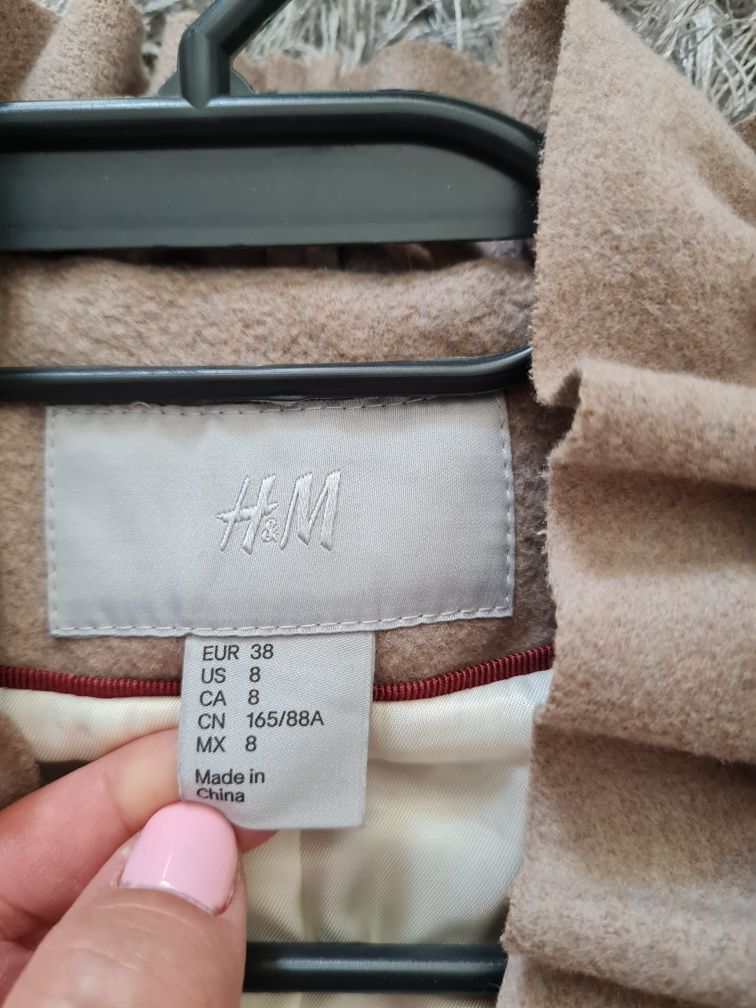 H&M
EUR 38
US 8
CA 8
CN 165/88A
MX 8
Made in
China